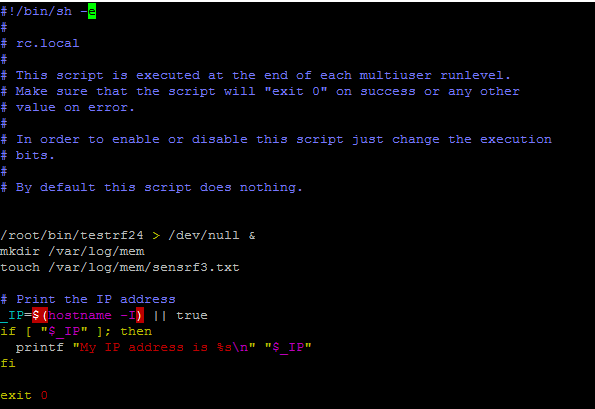 #!/bin/sh -e
#
# rc.local
#
# This script is executed at the end of each multiuser runlevel.
# Make sure that the script will "exit 0" on success or any other
# value on error.
#
# In order to enable or disable this script just change the execution
# bits.
#
# By default this script does nothing.
/root/bin/testrf24 > /dev/null &
mkdir /var/log/mem
touch /var/log/mem/sensrf3.txt
# Print the IP address
_IP=$(hostname -I) || true
if [ "$_IP" ]; then
  printf "My IP address is %s\n" "$_IP"
fi
exit 0